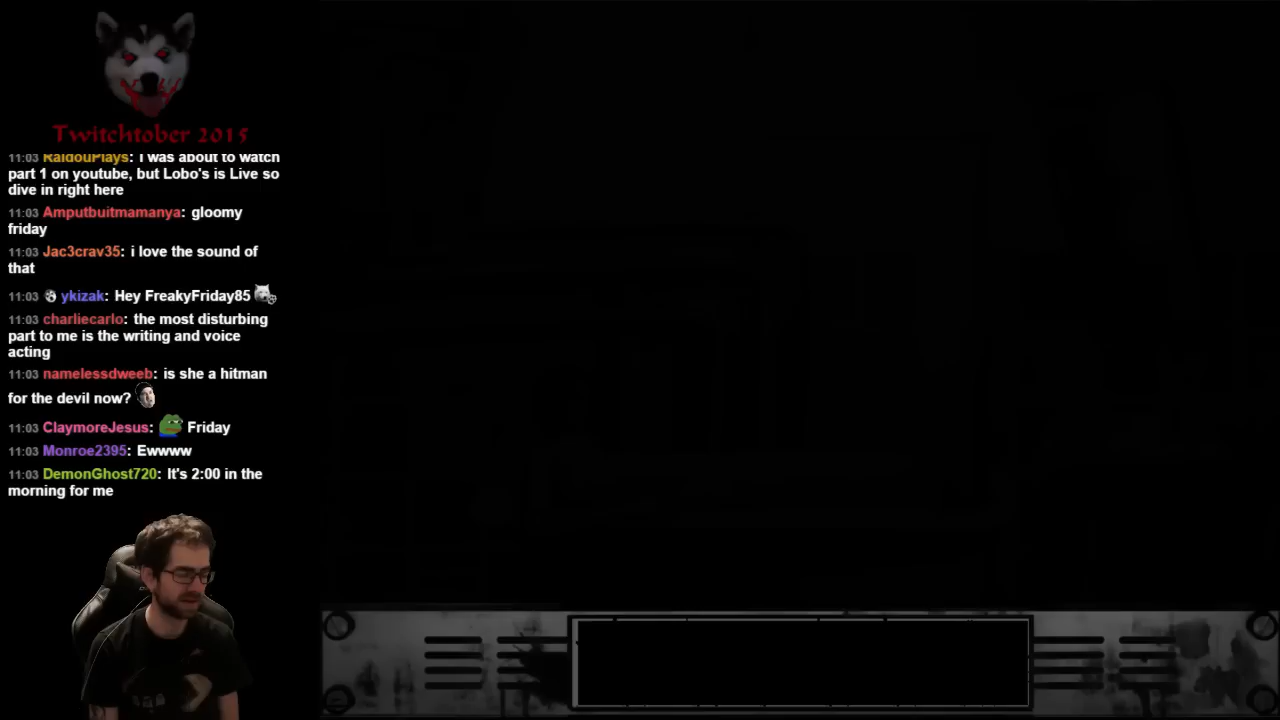 Twitchtober 2015
11:03 RaidouPlays: I was about to watch
part 1 on youtube, but Lobo's is Live so
dive in right here
11:03 Amputbuitmamanya: gloomy
friday
11:03 Jac3crav35: i love the sound of
that
11:03 ykizak: Hey FreakyFriday85
11:03 charliecarlo: the most disturbing
part to me is the writing and voice
acting
11:03 namelessdweeb: is she a hitman
for the devil now?
11:03 ClaymoreJesus: Friday
11:03 Monroe2395: Ewwww
11:03 DemonGhost720: It's 2:00 in the
morning for me